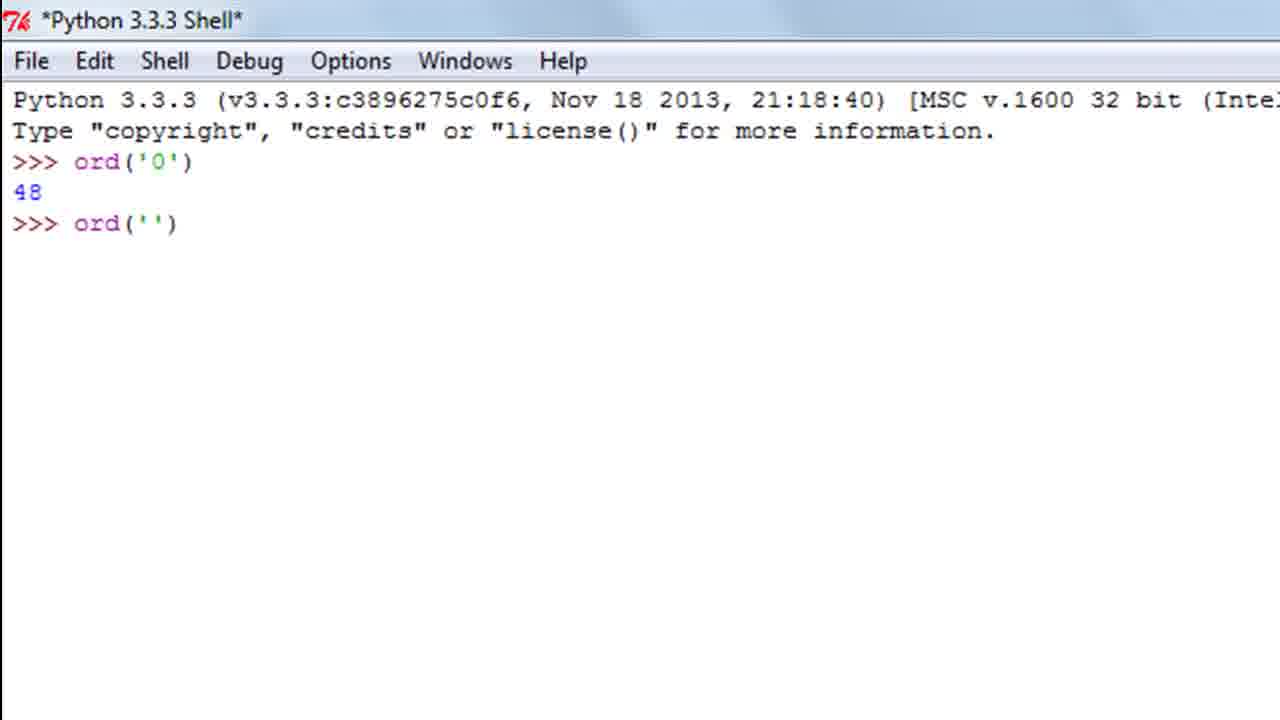 *Python 3.3.3 Shell*
File Edit Shell Debug Options Windows Help
Python 3.3.3 (v3.3.3:c3896275c0f6, Nov 18 2013, 21:18:40) [MSC v.1600 32 bit (Intel
Type "copyright", "credits" or "license()" for more information.
>>> ord('0')
48
>>> ord('')